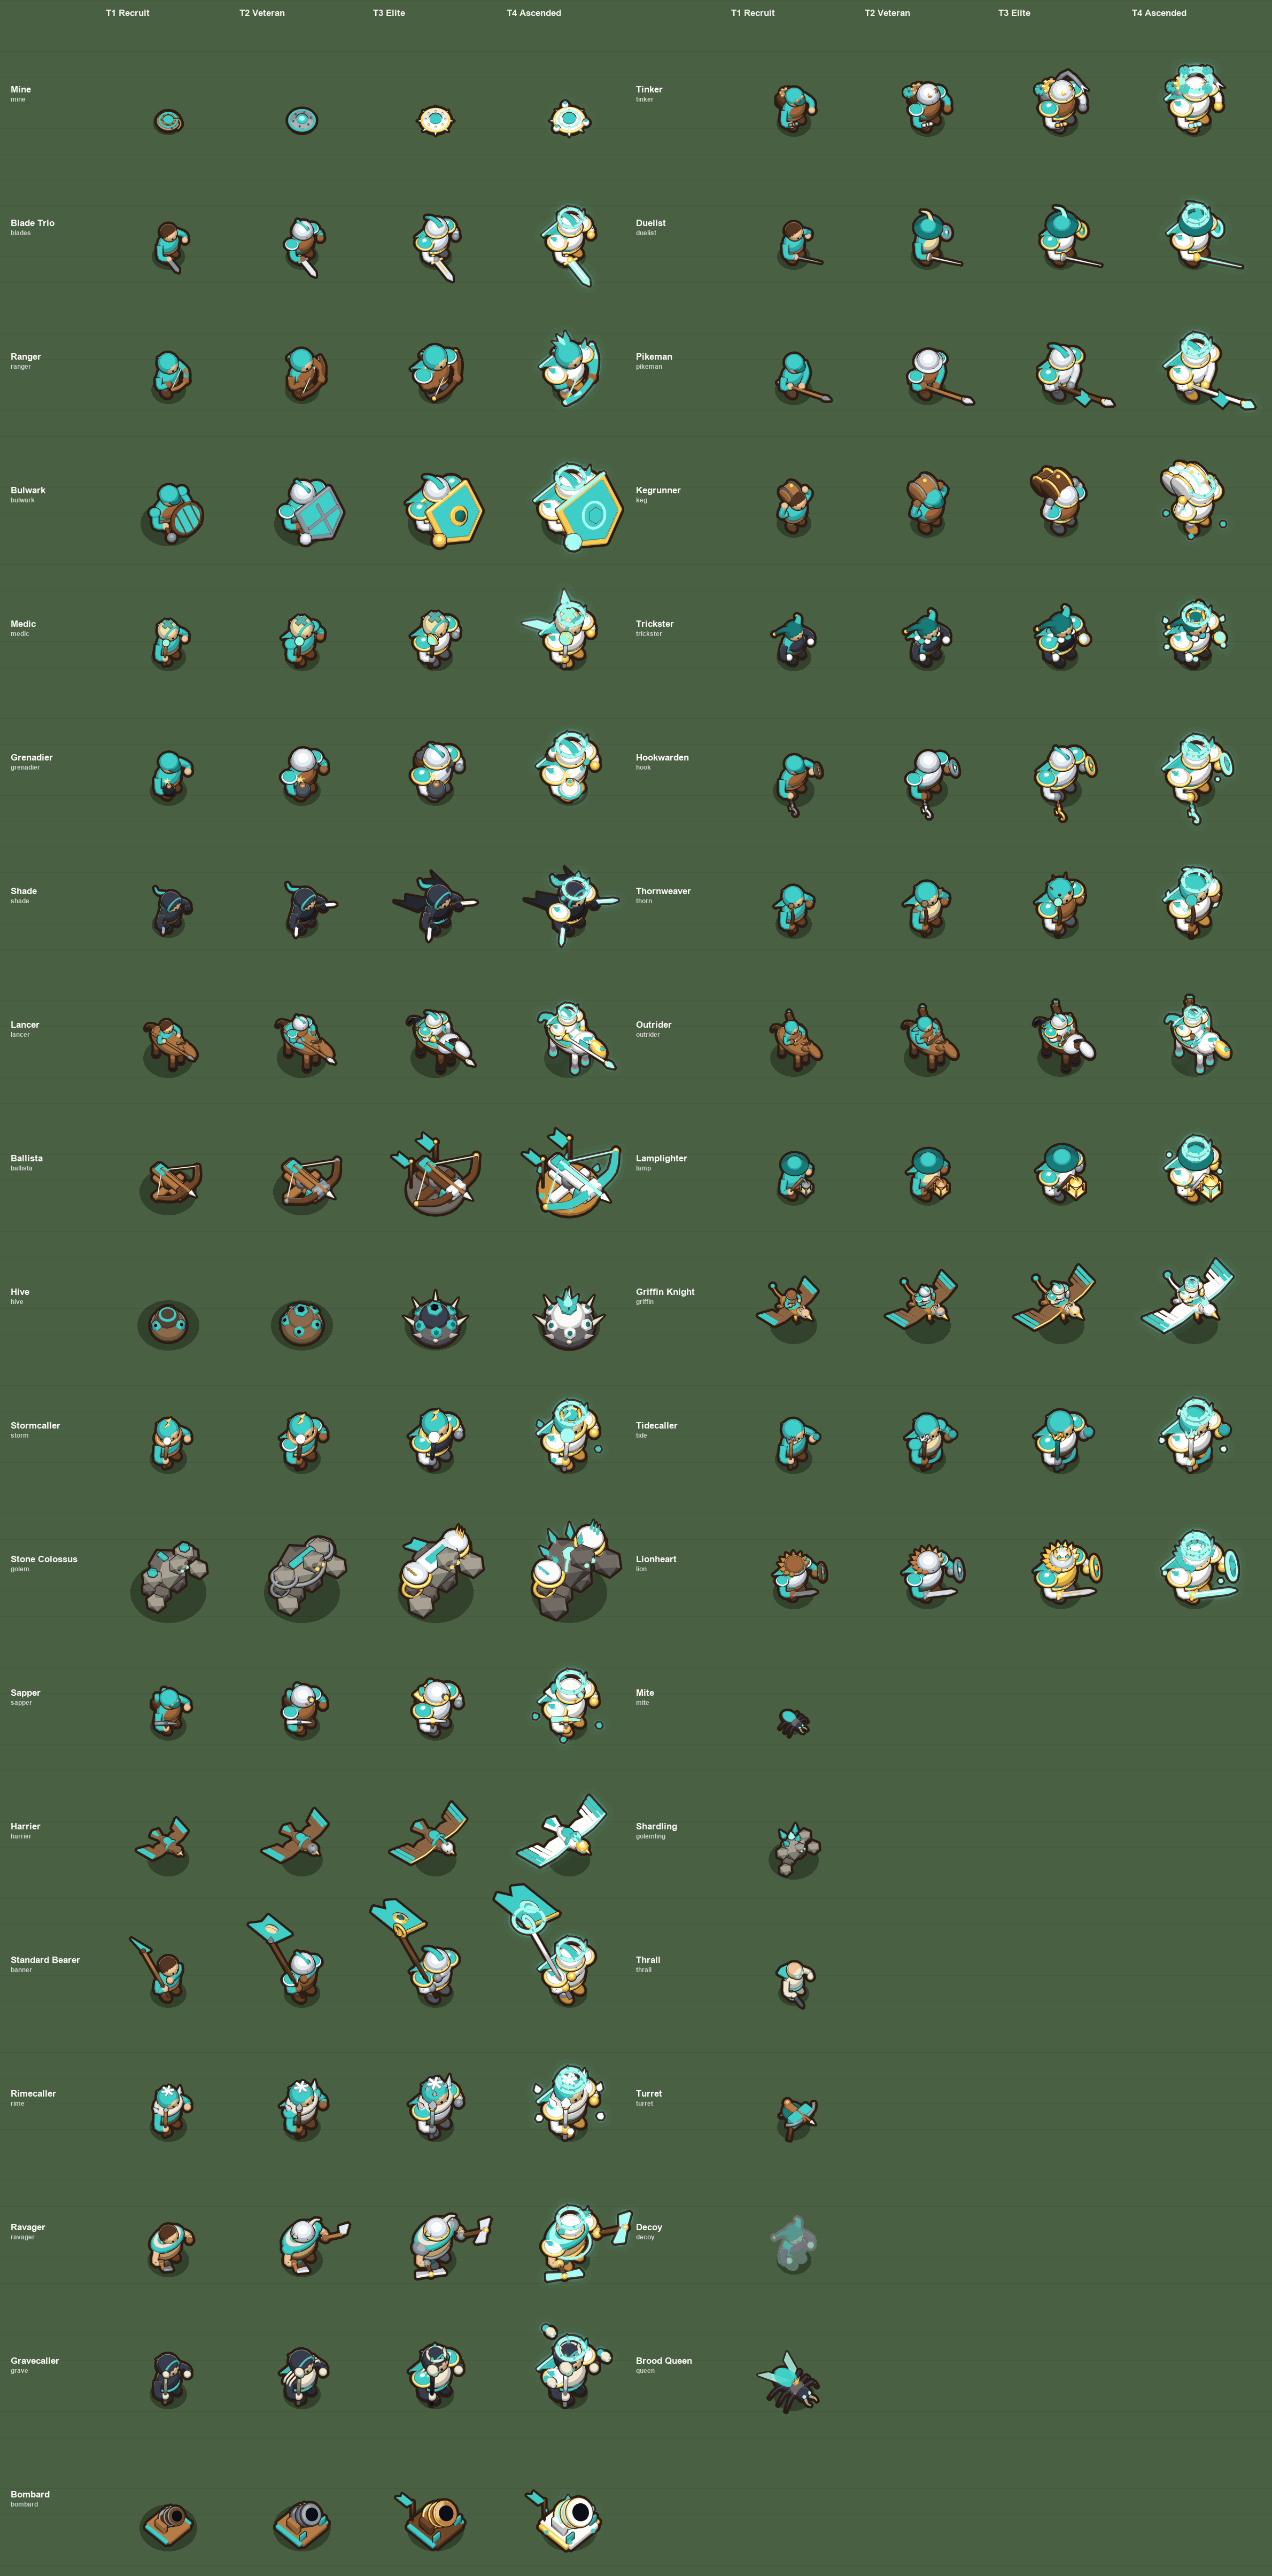 T1 Recruit T2 Veteran T3 Elite T4 Ascended T1 Recruit T2 Veteran T3 Elite T4 Ascended
Mine
mine
Tinker
tinker
Blade Trio
blades
Duelist
duelist
Ranger
ranger
Pikeman
pikeman
Bulwark
bulwark
Kegrunner
keg
Medic
medic
Trickster
trickster
Grenadier
grenadier
Hookwarden
hook
Shade
shade
Thornweaver
thorn
Lancer
lancer
Outrider
outrider
Ballista
ballista
Lamplighter
lamp
Hive
hive
Griffin Knight
griffin
Stormcaller
storm
Tidecaller
tide
Stone Colossus
golem
Lionheart
lion
Sapper
sapper
Mite
mite
Harrier
harrier
Shardling
golemling
Standard Bearer
banner
Thrall
thrall
Rimecaller
rime
Turret
turret
Ravager
ravager
Decoy
decoy
Gravecaller
grave
Brood Queen
queen
Bombard
bombard